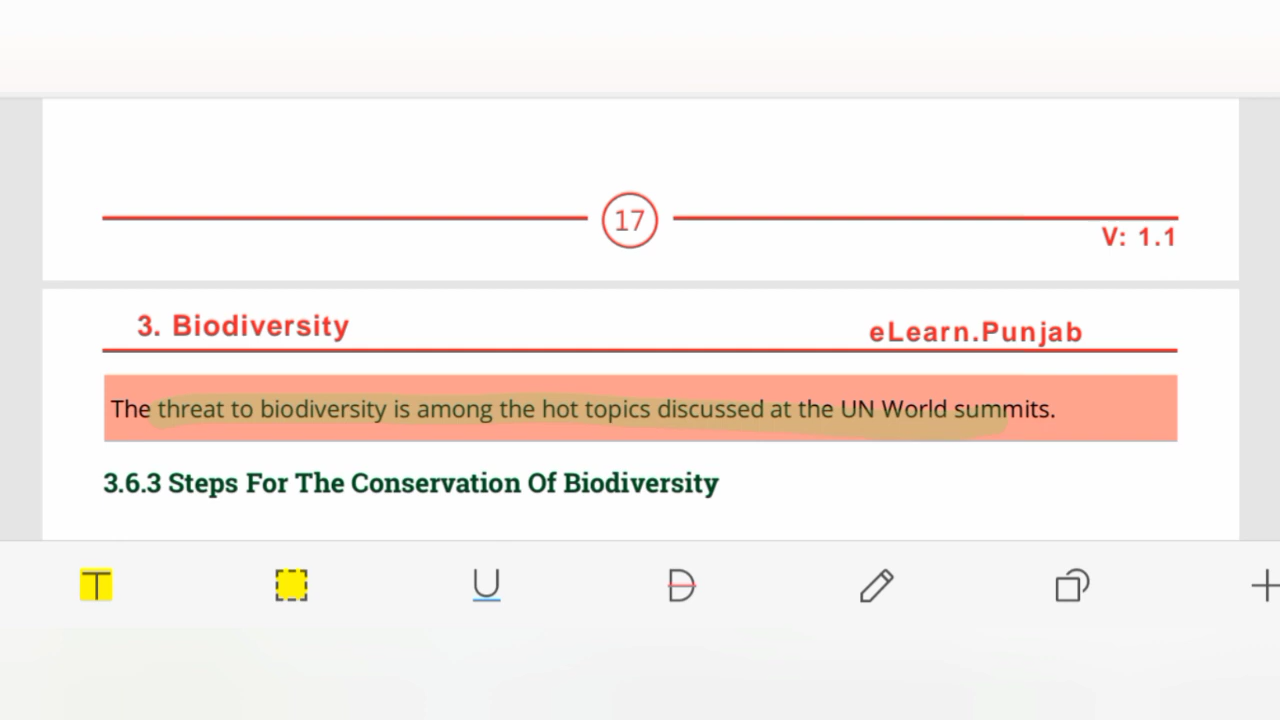 17
V: 1.1
3. Biodiversity
eLearn.Punjab
The threat to biodiversity is among the hot topics discussed at the UN World summits.
3.6.3 Steps For The Conservation Of Biodiversity
T
U
D